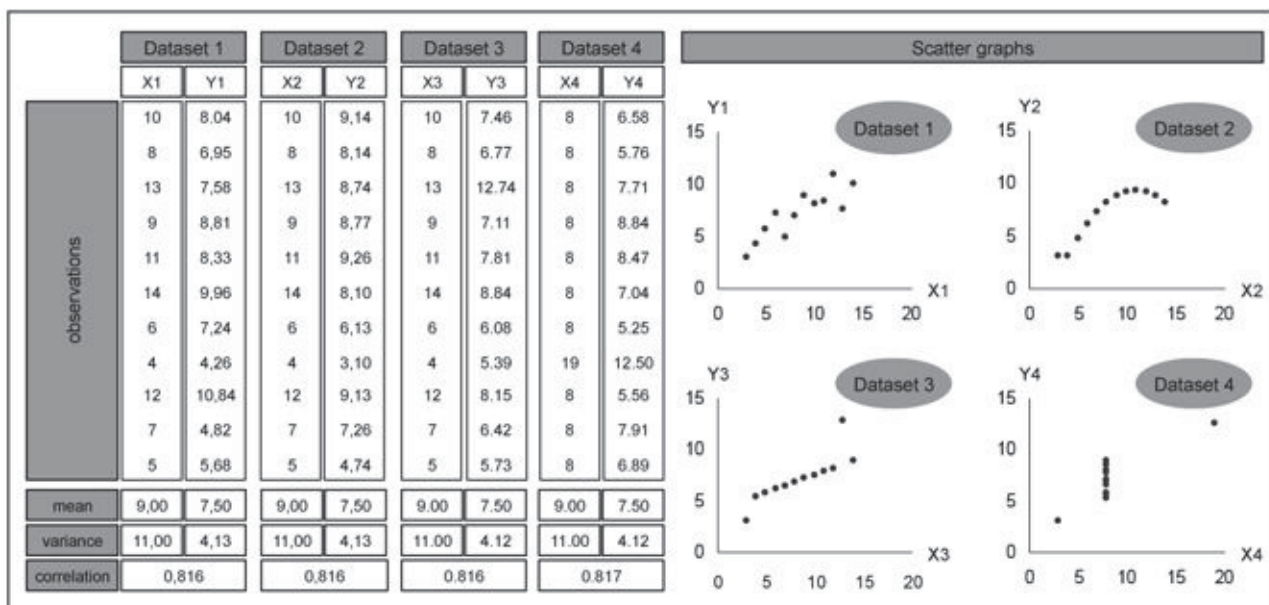 Dataset 1 Dataset 2 Dataset 3 Dataset 4 Scatter graphs
X1 Y1 X2 Y2 X3 Y3 X4 Y4
observations
10 8.04 10 9,14 10 7.46 8 6.58
8 6,95 8 8,14 8 6.77 8 5.76
13 7,58 13 8,74 13 12.74 8 7.71
9 8,81 9 8,77 9 7.11 8 8.84
11 8,33 11 9,26 11 7.81 8 8.47
14 9,96 14 8,10 14 8.84 8 7.04
6 7,24 6 6,13 6 6.08 8 5.25
4 4,26 4 3,10 4 5.39 19 12.50
12 10,84 12 9,13 12 8.15 8 5.56
7 4,82 7 7,26 7 6.42 8 7.91
5 5,68 5 4,74 5 5.73 8 6.89
mean 9,00 7,50 9,00 7,50 9.00 7.50 9.00 7.50
variance 11,00 4,13 11,00 4,13 11.00 4.12 11.00 4.12
correlation 0,816 0,816 0.816 0.817
Y1
Dataset 1
15
10
5
0
X1
0 5 10 15 20
Y2
Dataset 2
15
10
5
0
X2
0 5 10 15 20
Y3
Dataset 3
15
10
5
0
X3
0 5 10 15 20
Y4
Dataset 4
15
10
5
0
X4
0 5 10 15 20